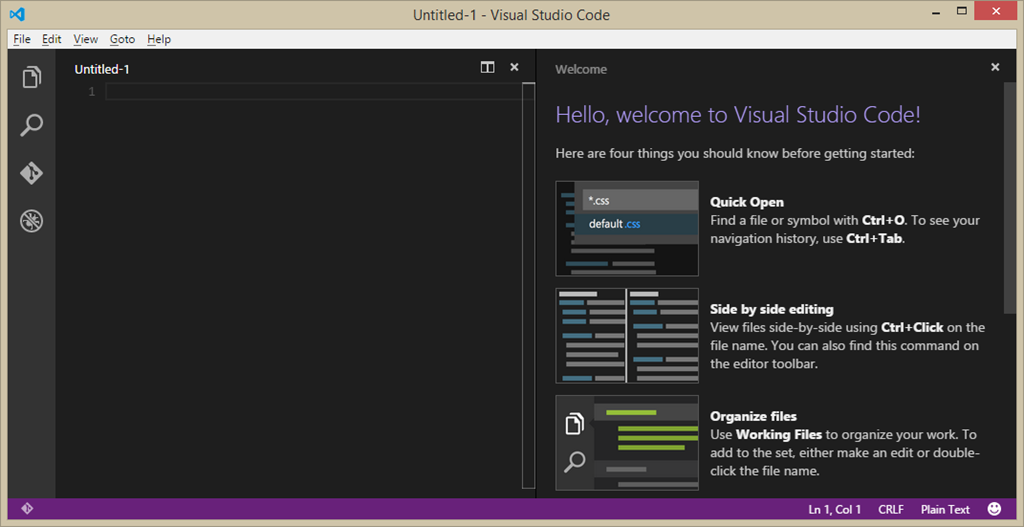 Untitled-1 - Visual Studio Code
File Edit View Goto Help
Untitled-1
1
Welcome
Hello, welcome to Visual Studio Code!
Here are four things you should know before getting started:
*.css
default.css
Quick Open
Find a file or symbol with Ctrl+O. To see your
navigation history, use Ctrl+Tab.
Side by side editing
View files side-by-side using Ctrl+Click on the
file name. You can also find this command on
the editor toolbar.
Organize files
Use Working Files to organize your work. To
add to the set, either make an edit or double-
click the file name.
Ln 1, Col 1 CRLF Plain Text